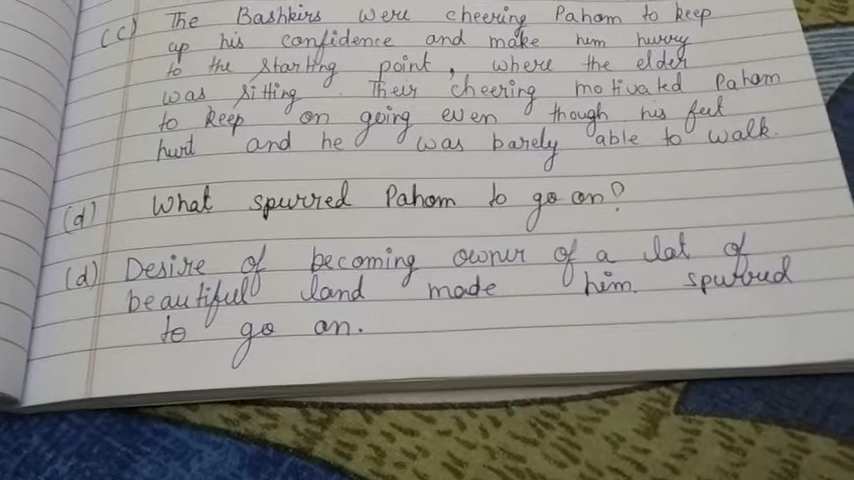 (c) The Bashkirs were cheering Pahom to keep
up his confidence and make him hurry
to the starting point, where the elder
was sitting. Their cheering motivated Pahom
to keep on going even though his feet
hurt and he was barely able to walk.
(d) What spurred Pahom to go on?
(d) Desire of becoming owner of a lot of
beautiful land made him spurred
to go on.